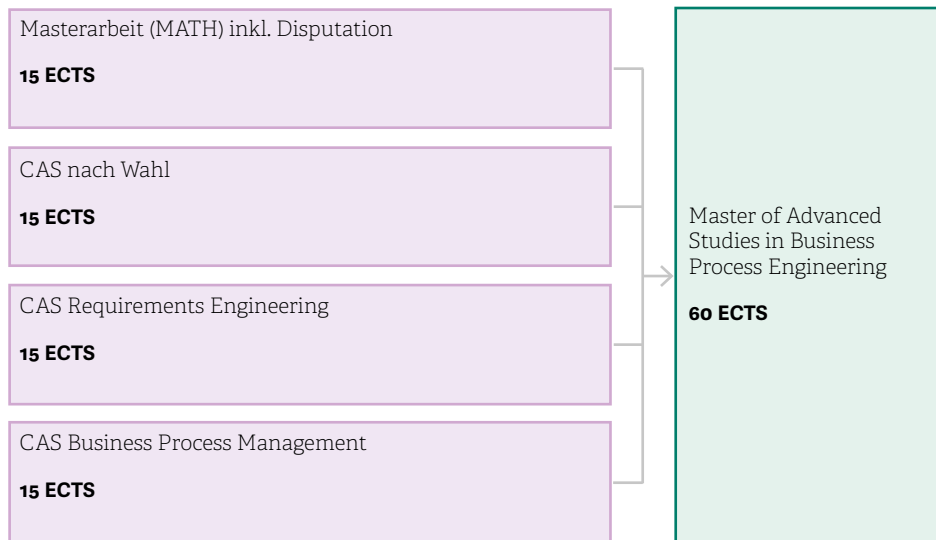 Masterarbeit (MATH) inkl. Disputation
15 ECTS
CAS nach Wahl
15 ECTS
CAS Requirements Engineering
15 ECTS
CAS Business Process Management
15 ECTS
Master of Advanced
Studies in Business
Process Engineering
60 ECTS